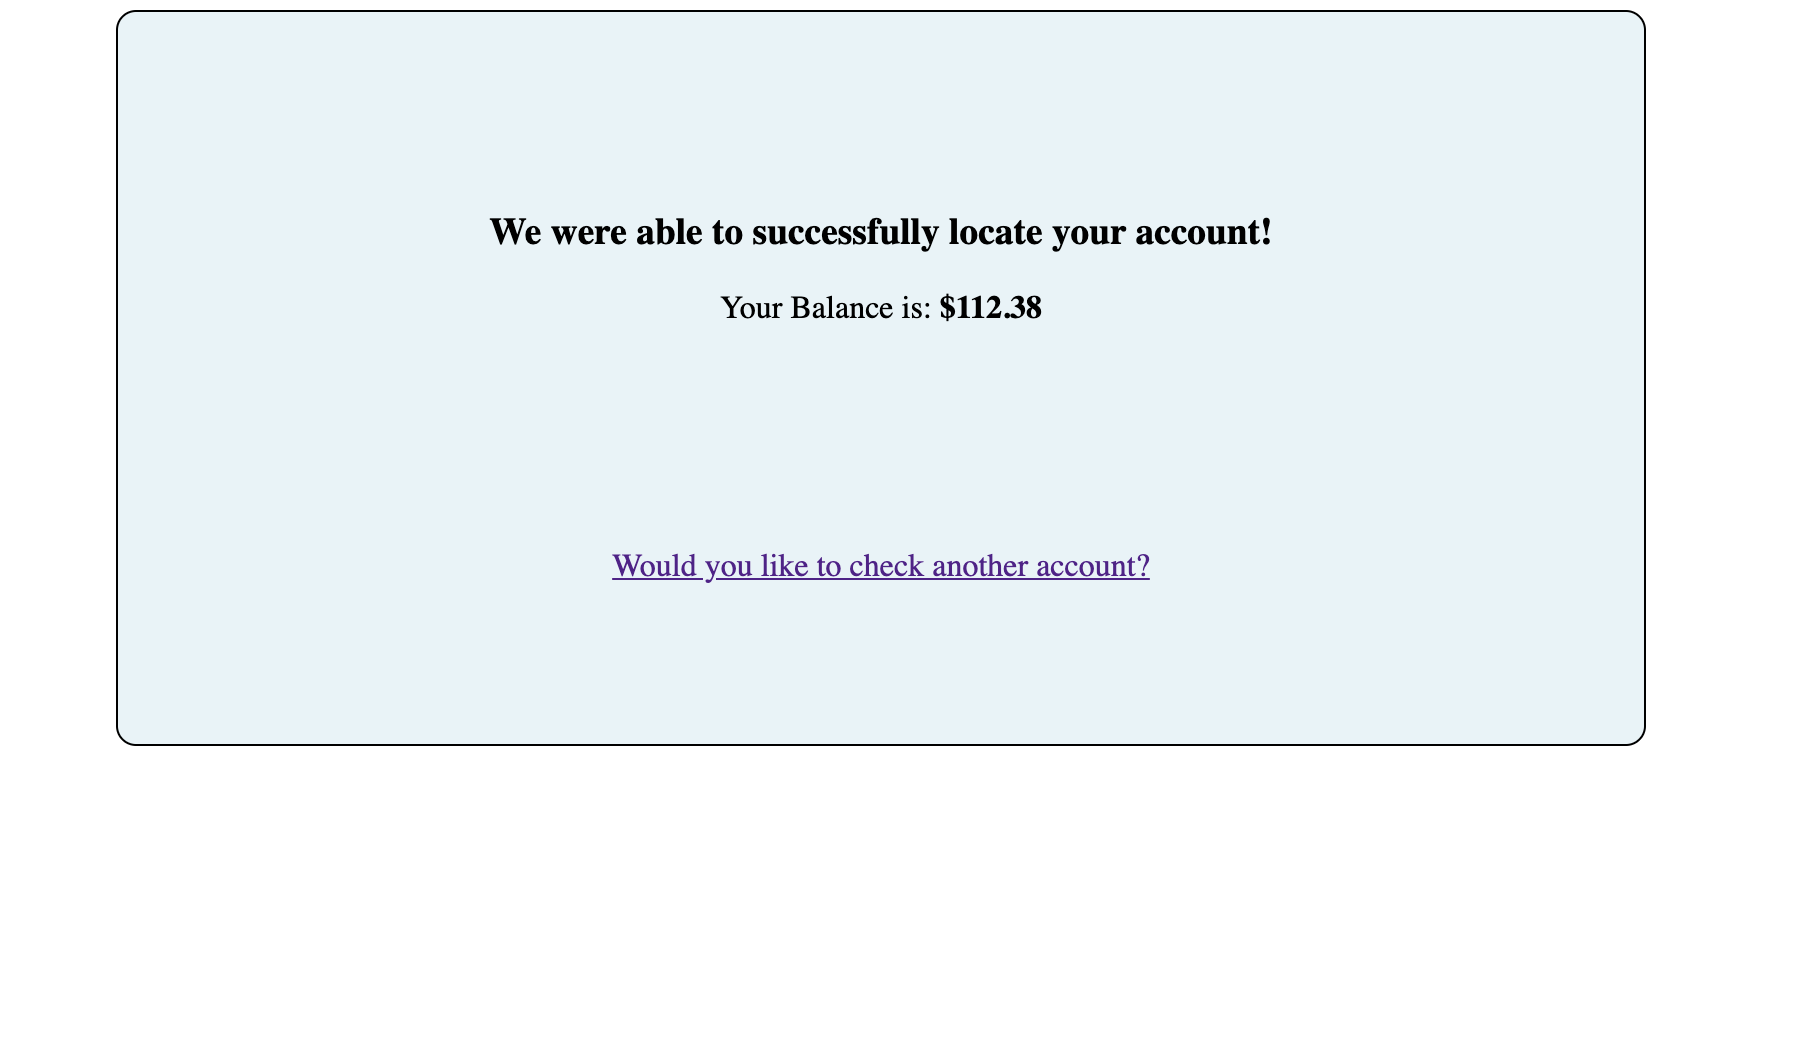 We were able to successfully locate your account!
Your Balance is: $112.38
Would you like to check another account?